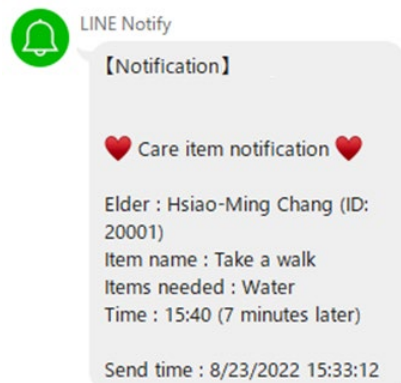 LINE Notify
【Notification】
❤ Care item notification ❤
Elder : Hsiao-Ming Chang (ID:
20001)
Item name : Take a walk
Items needed : Water
Time : 15:40 (7 minutes later)
Send time : 8/23/2022 15:33:12